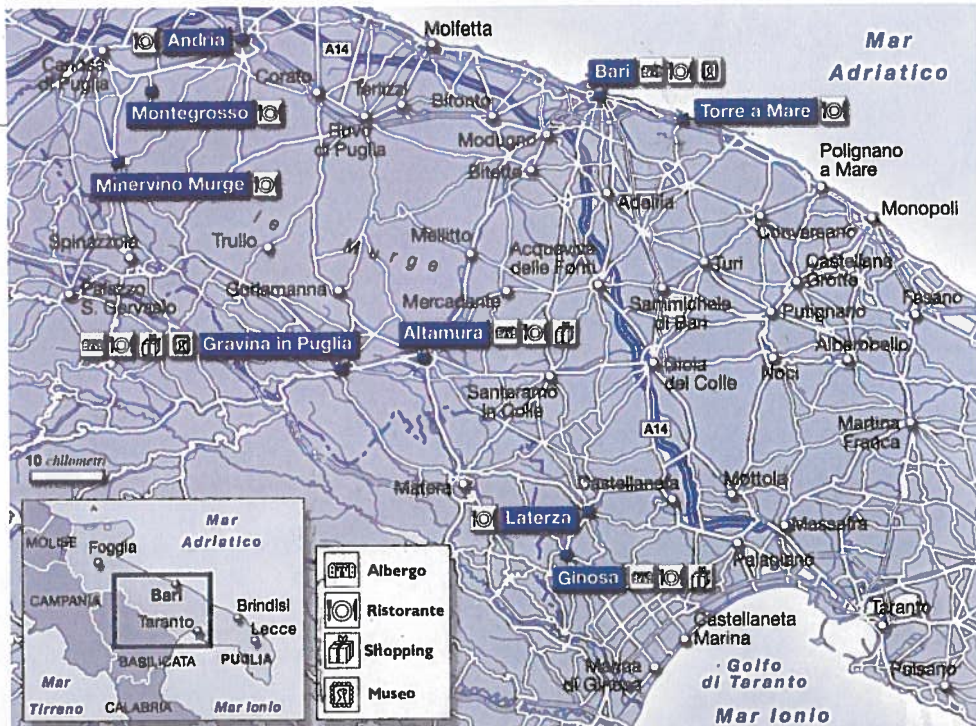 Molfetta
Mar
Adriatico
Andria
A14
Canosa
di Puglia
Corato
Terlizzi
Bitonto
Bari
Montegrosso
Torre a Mare
Ruvo
di Puglia
Modugno
Bitetto
Polignano
a Mare
Minervino Murge
Adelfia
Monopoli
Conversano
le Murge
Spinazzola
Trullo
Mellitto
Acquaviva
delle Fonti
Turi
Castellana
Grotte
Palazzo
S. Gervasio
Mercadante
Sammichele
di Bari
Putignano
Fasano
Gravina in Puglia
Altamura
Gioia
del Colle
Noci
Alberobello
Santeramo
in Colle
Martina
Franca
A14
10 chilometri
Matera
Castellaneta
Mottola
Laterza
Massafra
Palagiano
Ginosa
Taranto
Castellaneta
Marina
Marina
di Ginosa
Golfo
di Taranto
Pulsano
Mar Ionio
Mar
Adriatico
MOLISE
Foggia
CAMPANIA
Bari
Brindisi
Taranto
Lecce
BASILICATA
PUGLIA
Mar
Tirreno
CALABRIA
Mar Ionio
Albergo
Ristorante
Shopping
Museo